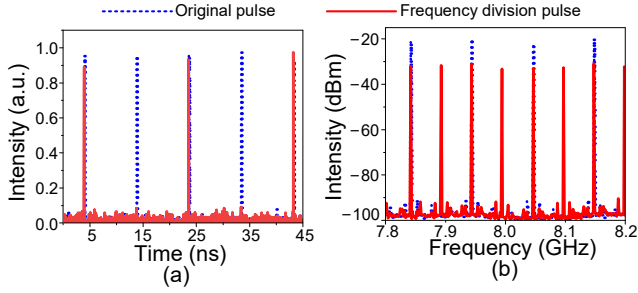 Original pulse
Frequency division pulse
Intensity (a.u.)
1.0
0.8
0.6
0.4
0.2
0.0
5 15 25 35 45
Time (ns)
(a)
Intensity (dBm)
−20
−40
−60
−80
−100
7.8 7.9 8.0 8.1 8.2
Frequency (GHz)
(b)